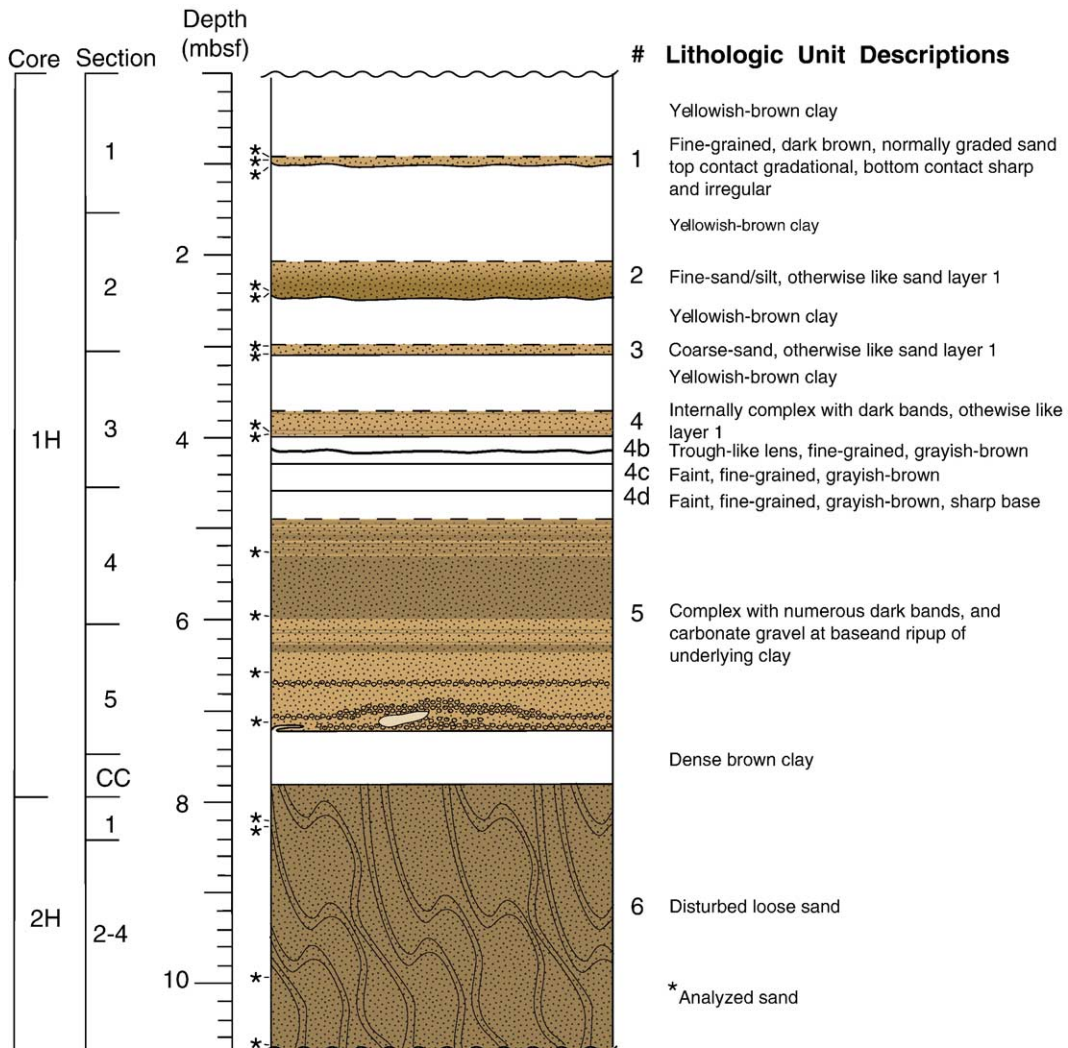 Depth
(mbsf)
Core Section
# Lithologic Unit Descriptions
Yellowish-brown clay
1
1 Fine-grained, dark brown, normally graded sand
top contact gradational, bottom contact sharp
and irregular
Yellowish-brown clay
2
2
2 Fine-sand/silt, otherwise like sand layer 1
Yellowish-brown clay
3 Coarse-sand, otherwise like sand layer 1
Yellowish-brown clay
1H
3
4
4 Internally complex with dark bands, othewise like
layer 1
4b Trough-like lens, fine-grained, grayish-brown
4c Faint, fine-grained, grayish-brown
4d Faint, fine-grained, grayish-brown, sharp base
4
6
5 Complex with numerous dark bands, and
carbonate gravel at baseand ripup of
underlying clay
5
Dense brown clay
CC
8
1
2H
2-4
6 Disturbed loose sand
10
*Analyzed sand